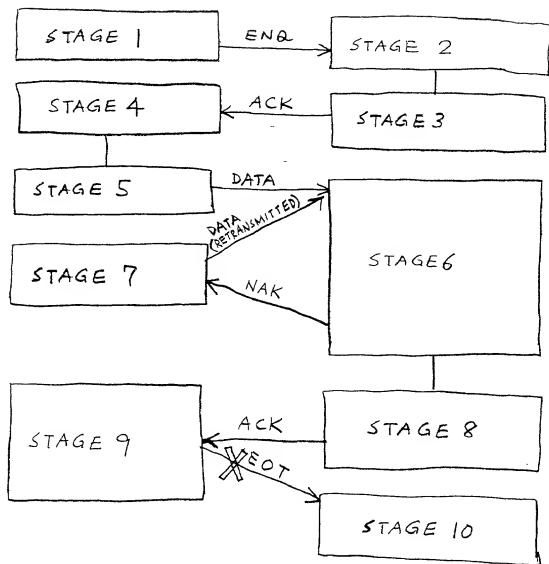 STAGE 1
ENQ
STAGE 2
STAGE 4
ACK
STAGE 3
STAGE 5
DATA
DATA
(RETRANSMITTED)
STAGE 6
STAGE 7
NAK
STAGE 9
ACK
STAGE 8
EOT
STAGE 10